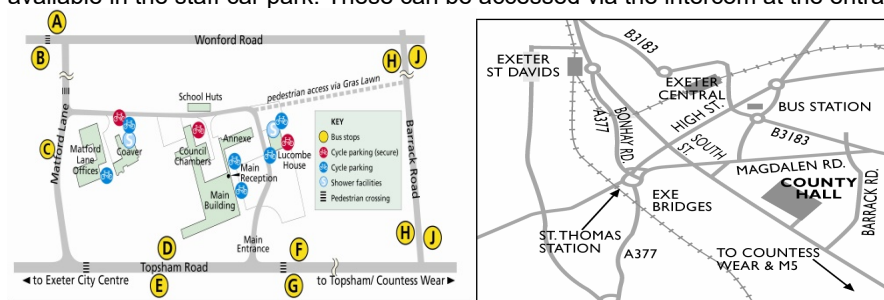 available in the staff car park. These can be accessed via the intercom at the entra
A
Wonford Road
B
H
J
pedestrian access via Gras Lawn
School Huts
Matford Lane
C
Matford
Lane
Offices
Coaver
Council
Chambers
Annexe
Lucombe
House
Main
Reception
Main
Building
Main
Entrance
S
S
KEY
Bus stops
Cycle parking (secure)
Cycle parking
S
Shower facilities
Pedestrian crossing
Barrack Road
H
J
D
F
Topsham Road
E
G
to Exeter City Centre
to Topsham/ Countess Wear
B3183
EXETER
ST DAVIDS
EXETER
CENTRAL
A377
BONHAY RD.
HIGH ST.
BUS STATION
SOUTH
ST.
B3183
MAGDALEN RD.
COUNTY
HALL
BARRACK RD.
EXE
BRIDGES
ST. THOMAS
STATION
A377
TO COUNTESS
WEAR & M5